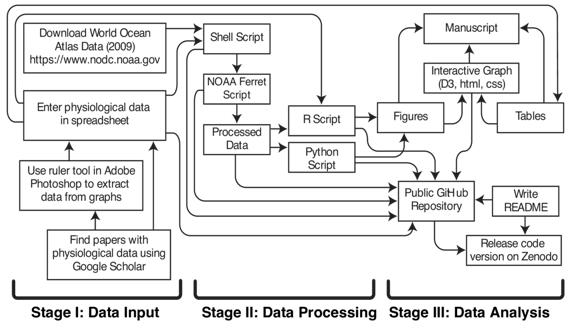 Download World Ocean
Atlas Data (2009)
https://www.nodc.noaa.gov
Enter physiological data
in spreadsheet
Use ruler tool in Adobe
Photoshop to extract
data from graphs
Find papers with
physiological data using
Google Scholar
Stage I: Data Input
Shell Script
NOAA Ferret
Script
Processed
Data
R Script
Python
Script
Stage II: Data Processing
Manuscript
Interactive Graph
(D3, html, css)
Figures
Tables
Public GiHub
Repository
Write
README
Release code
version on Zenodo
Stage III: Data Analysis